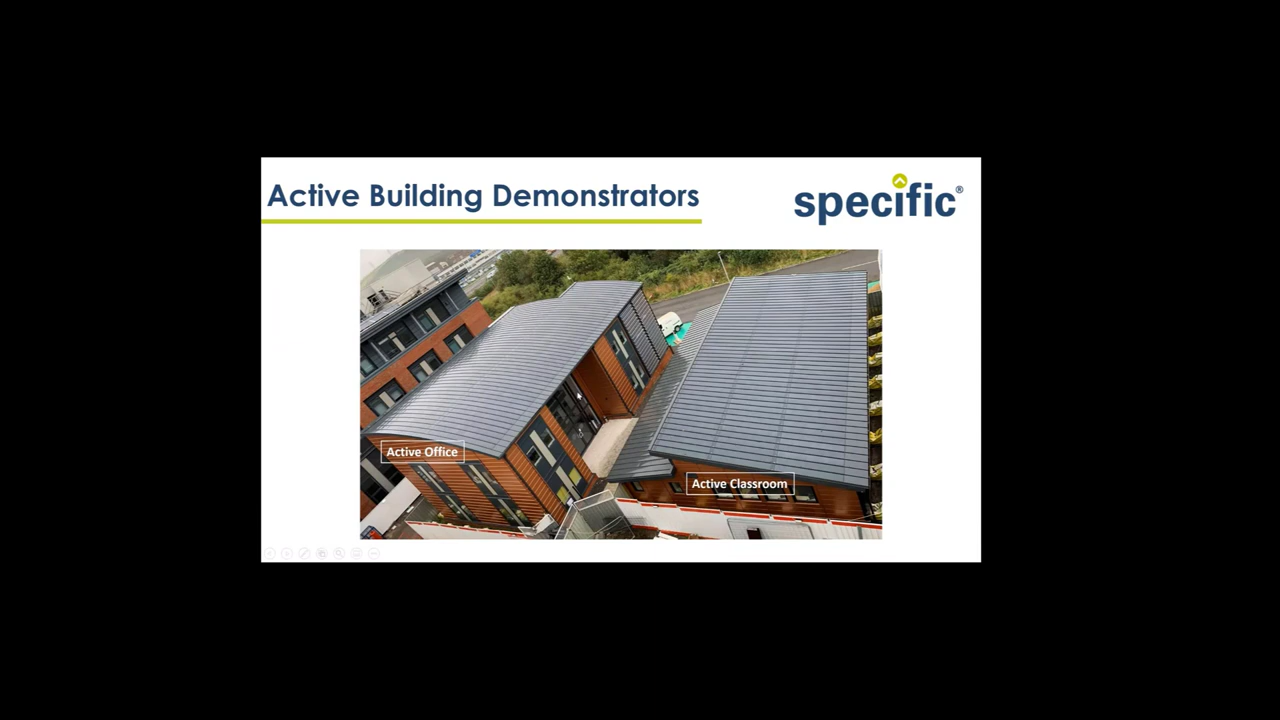 Active Building Demonstrators
specific®
Active Office
Active Classroom